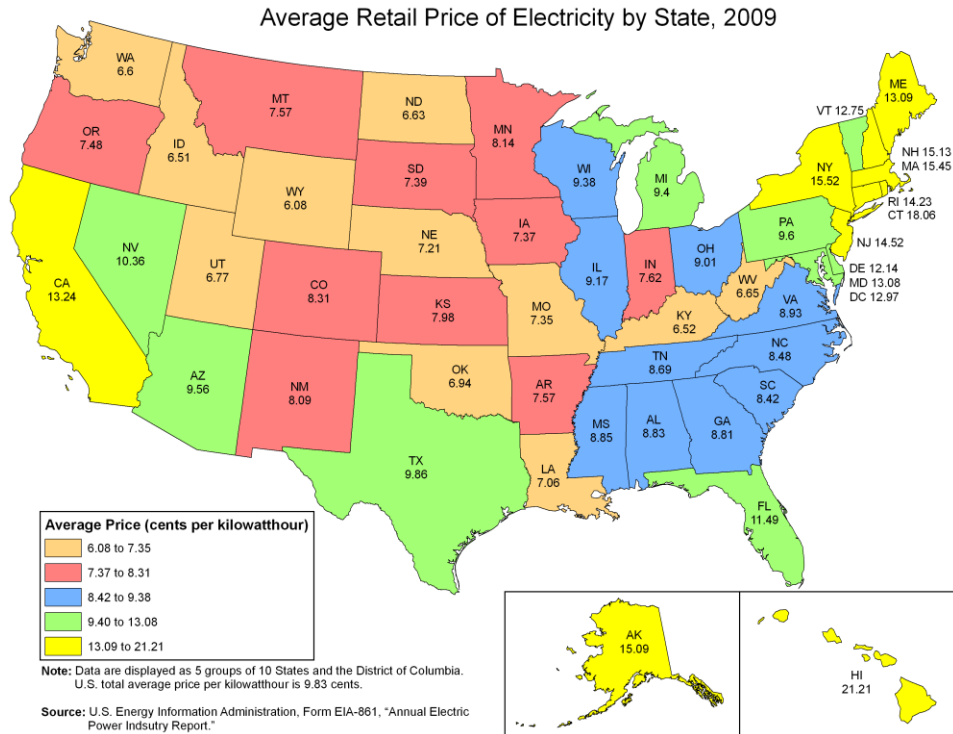 Average Retail Price of Electricity by State, 2009
WA
6.6
MT
7.57
ND
6.63
MN
8.14
ME
13.09
VT 12.75
OR
7.48
ID
6.51
SD
7.39
WI
9.38
NY
15.52
NH 15.13
MA 15.45
WY
6.08
MI
9.4
RI 14.23
CT 18.06
IA
7.37
NE
7.21
PA
9.6
NJ 14.52
NV
10.36
UT
6.77
OH
9.01
IL
9.17
IN
7.62
DE 12.14
MD 13.08
DC 12.97
CA
13.24
CO
8.31
KS
7.98
MO
7.35
WV
6.65
VA
8.93
KY
6.52
NC
8.48
TN
8.69
AZ
9.56
NM
8.09
OK
6.94
AR
7.57
SC
8.42
MS
8.85
AL
8.83
GA
8.81
TX
9.86
LA
7.06
FL
11.49
Average Price (cents per kilowatthour)
6.08 to 7.35
7.37 to 8.31
8.42 to 9.38
9.40 to 13.08
13.09 to 21.21
AK
15.09
HI
21.21
Note: Data are displayed as 5 groups of 10 States and the District of Columbia.
U.S. total average price per kilowatthour is 9.83 cents.
Source: U.S. Energy Information Administration, Form EIA-861, “Annual Electric
Power Indsutry Report.”